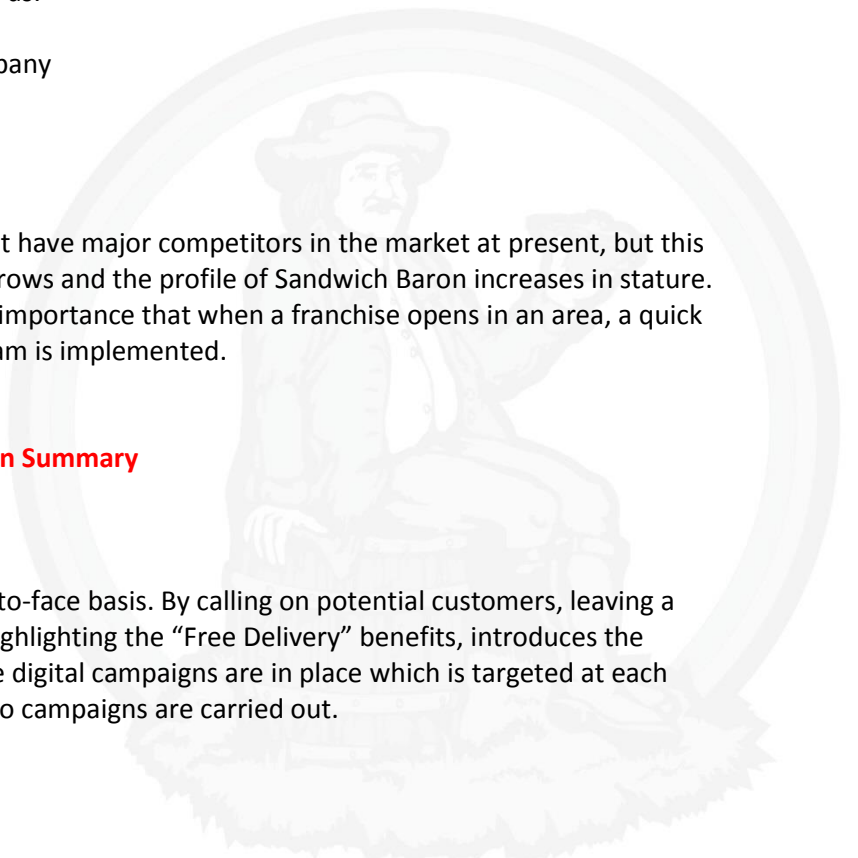 us.
pany
t have major competitors in the market at present, but this
rows and the profile of Sandwich Baron increases in stature.
importance that when a franchise opens in an area, a quick
am is implemented.
n Summary
to-face basis. By calling on potential customers, leaving a
ghlighting the “Free Delivery” benefits, introduces the
e digital campaigns are in place which is targeted at each
o campaigns are carried out.